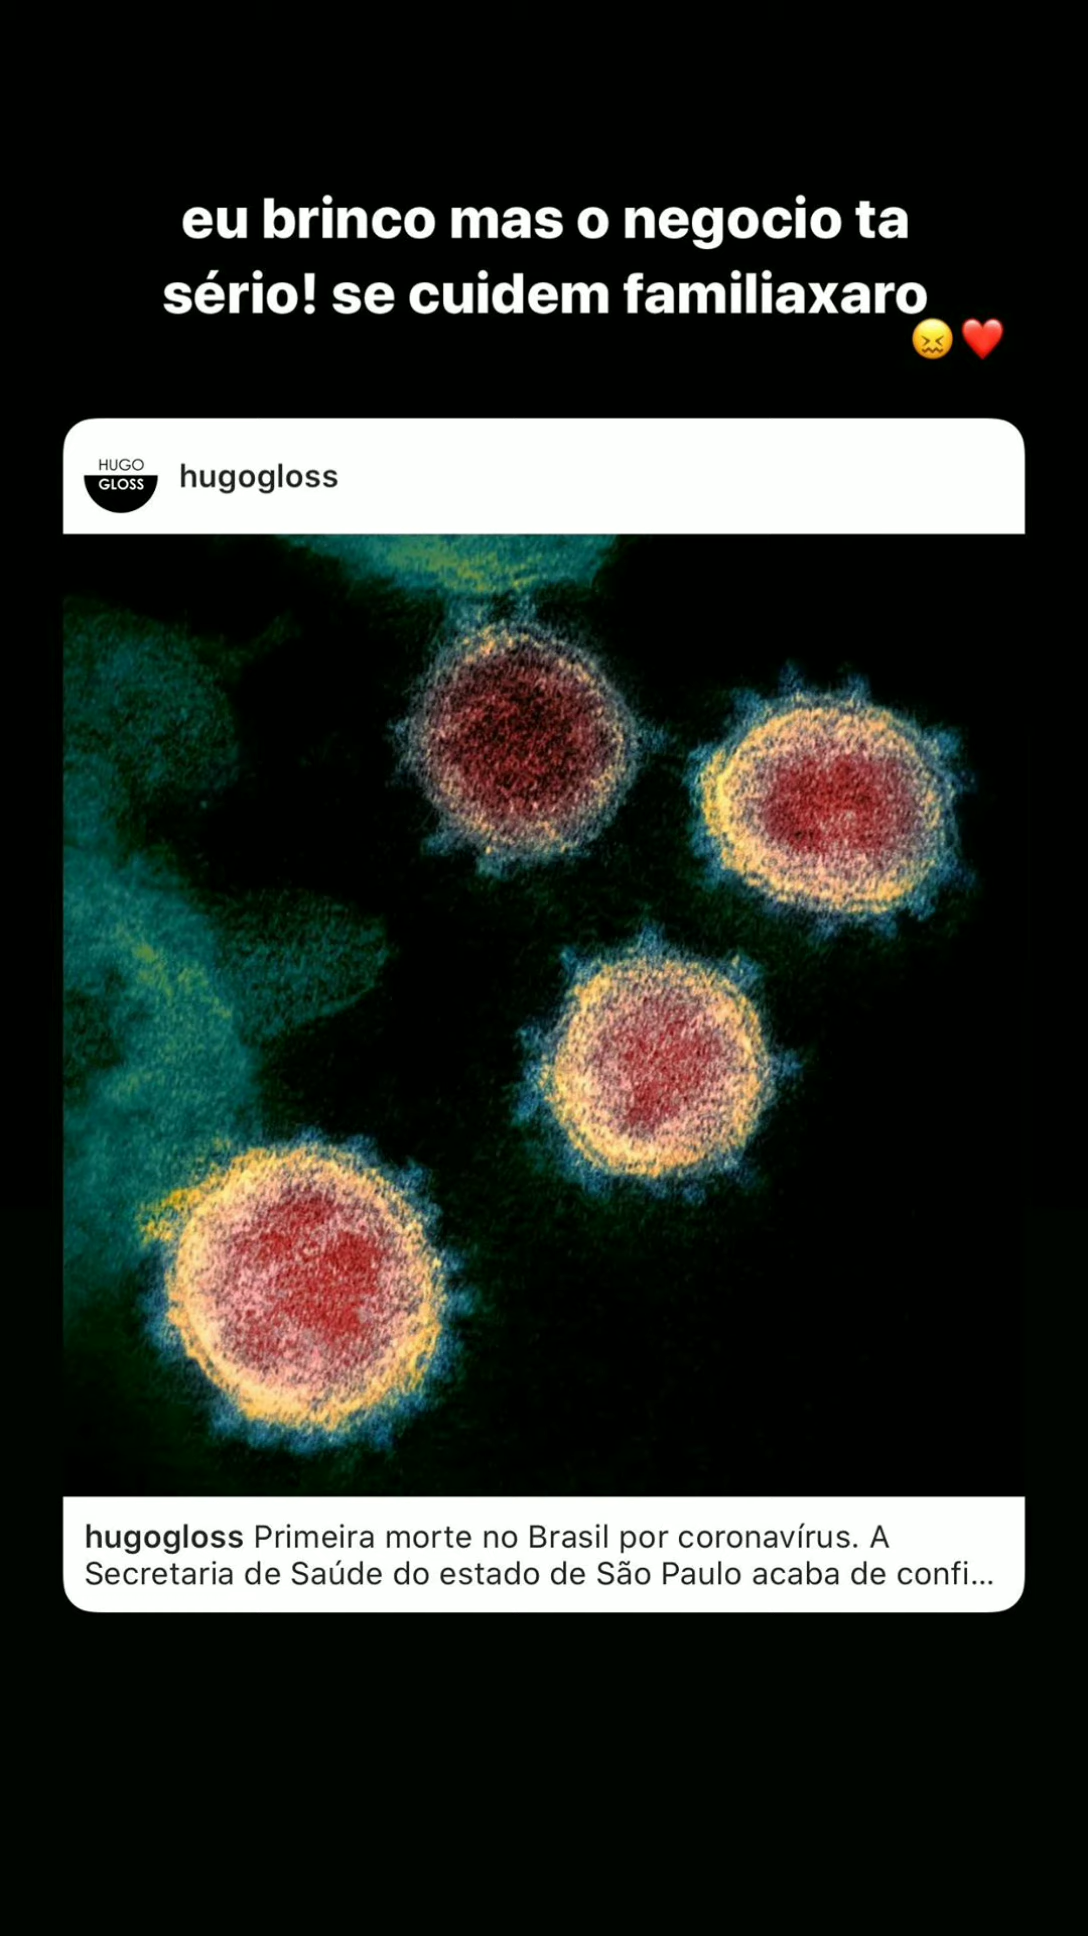 eu brinco mas o negocio ta
sério! se cuidem familiaxaro
😖❤️
HUGO
GLOSS
hugogloss
hugogloss Primeira morte no Brasil por coronavírus. A
Secretaria de Saúde do estado de São Paulo acaba de confi...